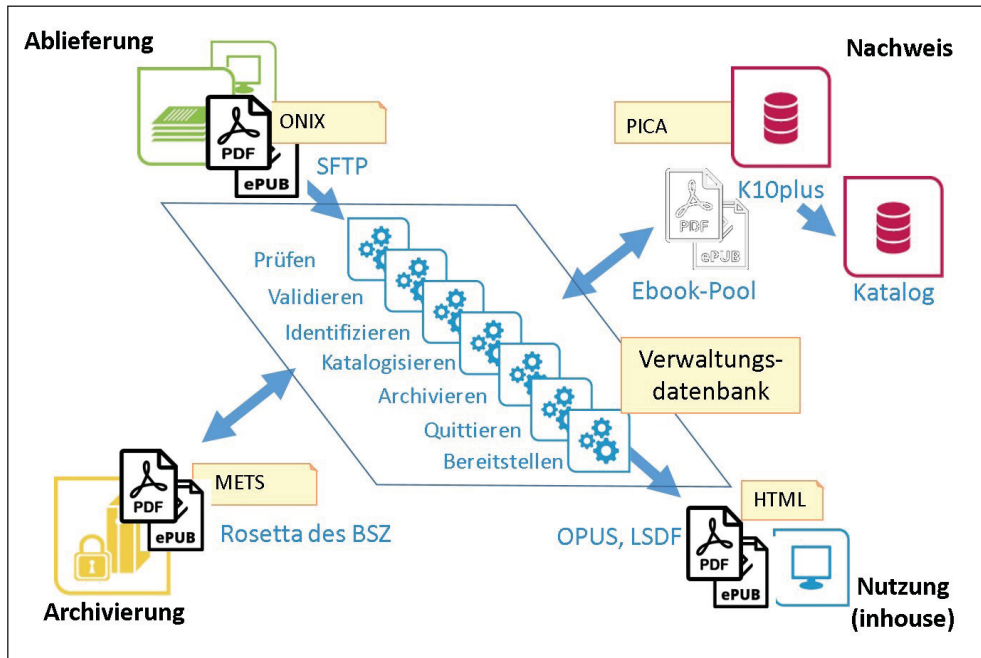 Ablieferung
Nachweis
ONIX
PDF
ePUB
SFTP
PICA
K10plus
PDF
ePUB
Ebook-Pool
Katalog
Prüfen
Validieren
Identifizieren
Katalogisieren
Archivieren
Quittieren
Bereitstellen
Verwaltungs-
datenbank
METS
PDF
ePUB
Rosetta des BSZ
Archivierung
HTML
OPUS, LSDF
PDF
ePUB
Nutzung
(inhouse)